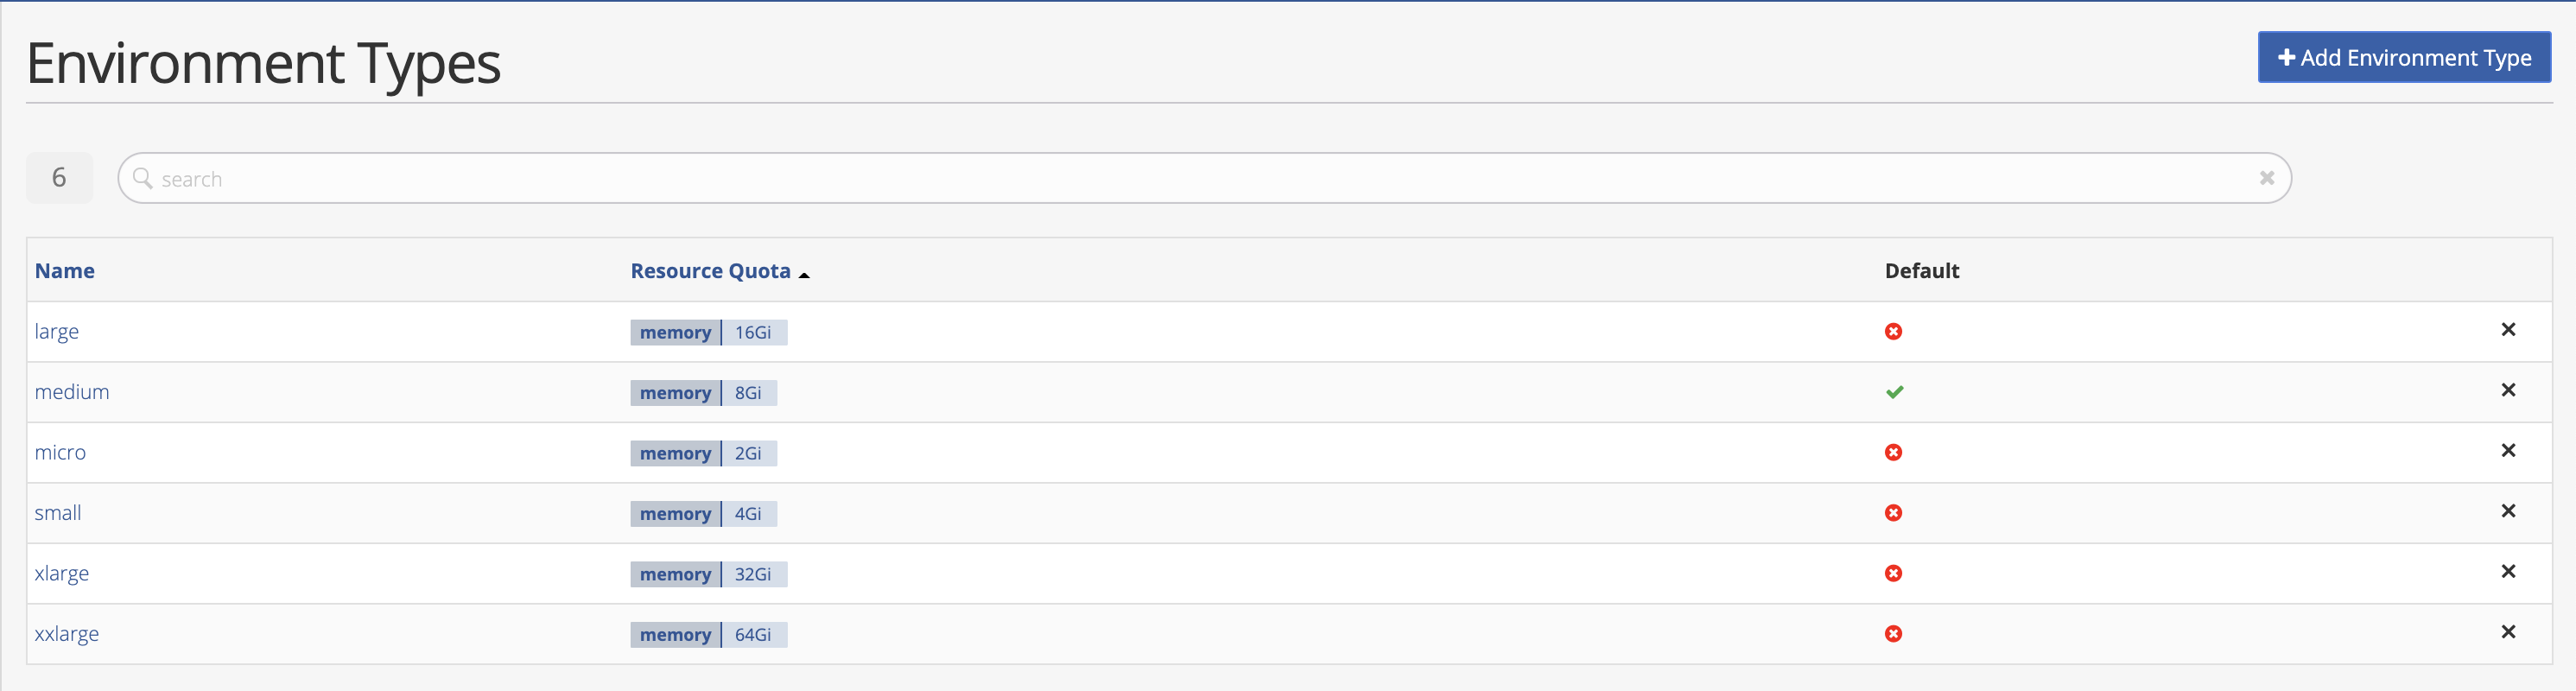 Environment Types
Add Environment Type
6
search
Name Resource Quota Default
large memory 16Gi
medium memory 8Gi
micro memory 2Gi
small memory 4Gi
xlarge memory 32Gi
xxlarge memory 64Gi